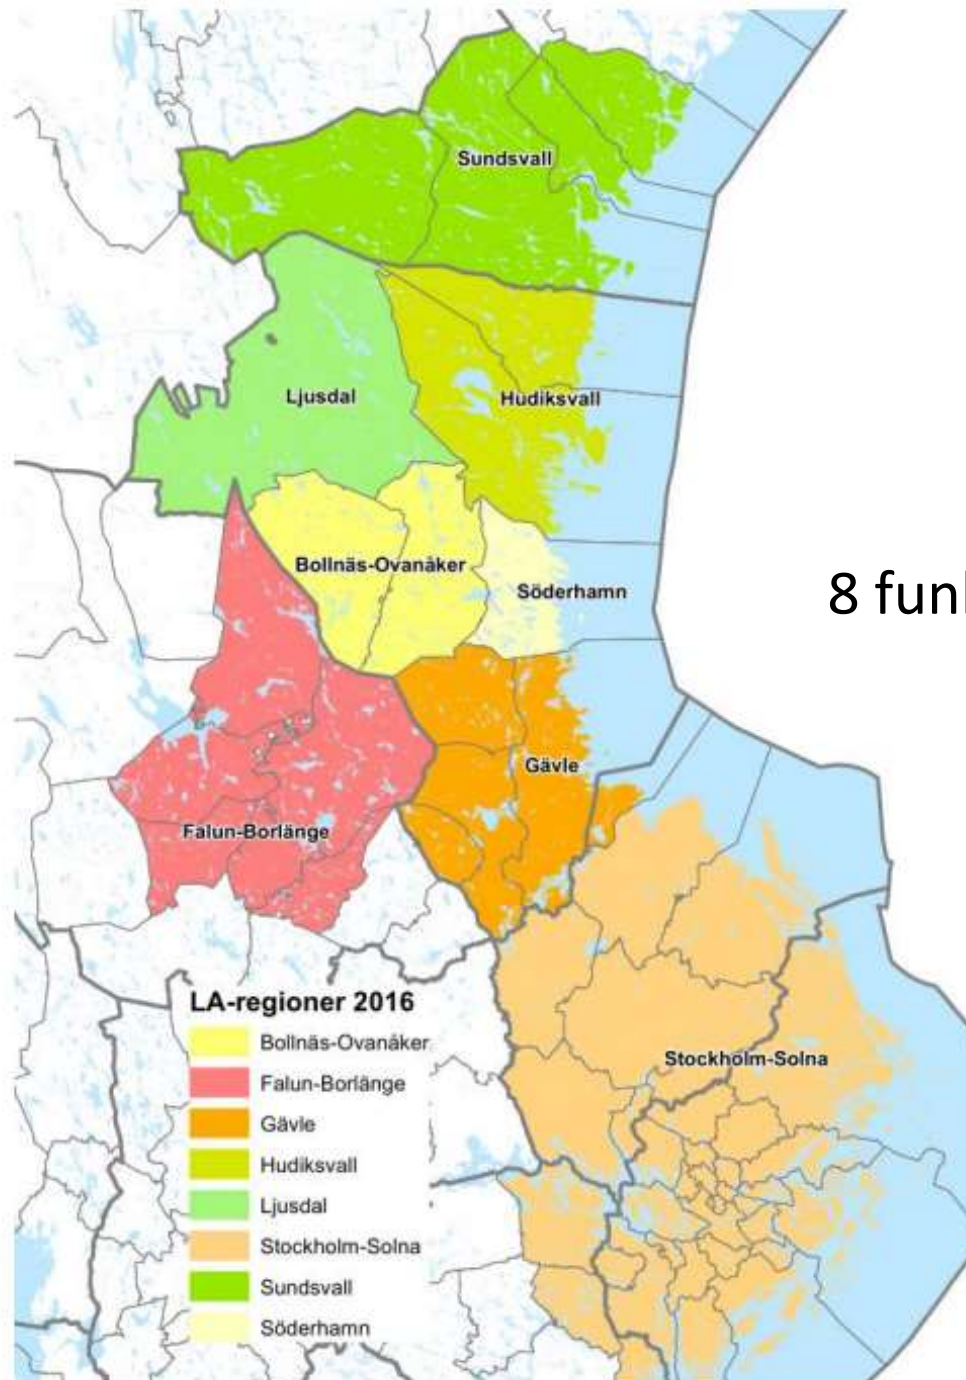 Sundsvall
Ljusdal
Hudiksvall
Bollnäs-Ovanåker
Söderhamn
8 funl
Gävle
Falun-Borlänge
Stockholm-Solna
LA-regioner 2016
Bollnäs-Ovanåker
Falun-Borlänge
Gävle
Hudiksvall
Ljusdal
Stockholm-Solna
Sundsvall
Söderhamn